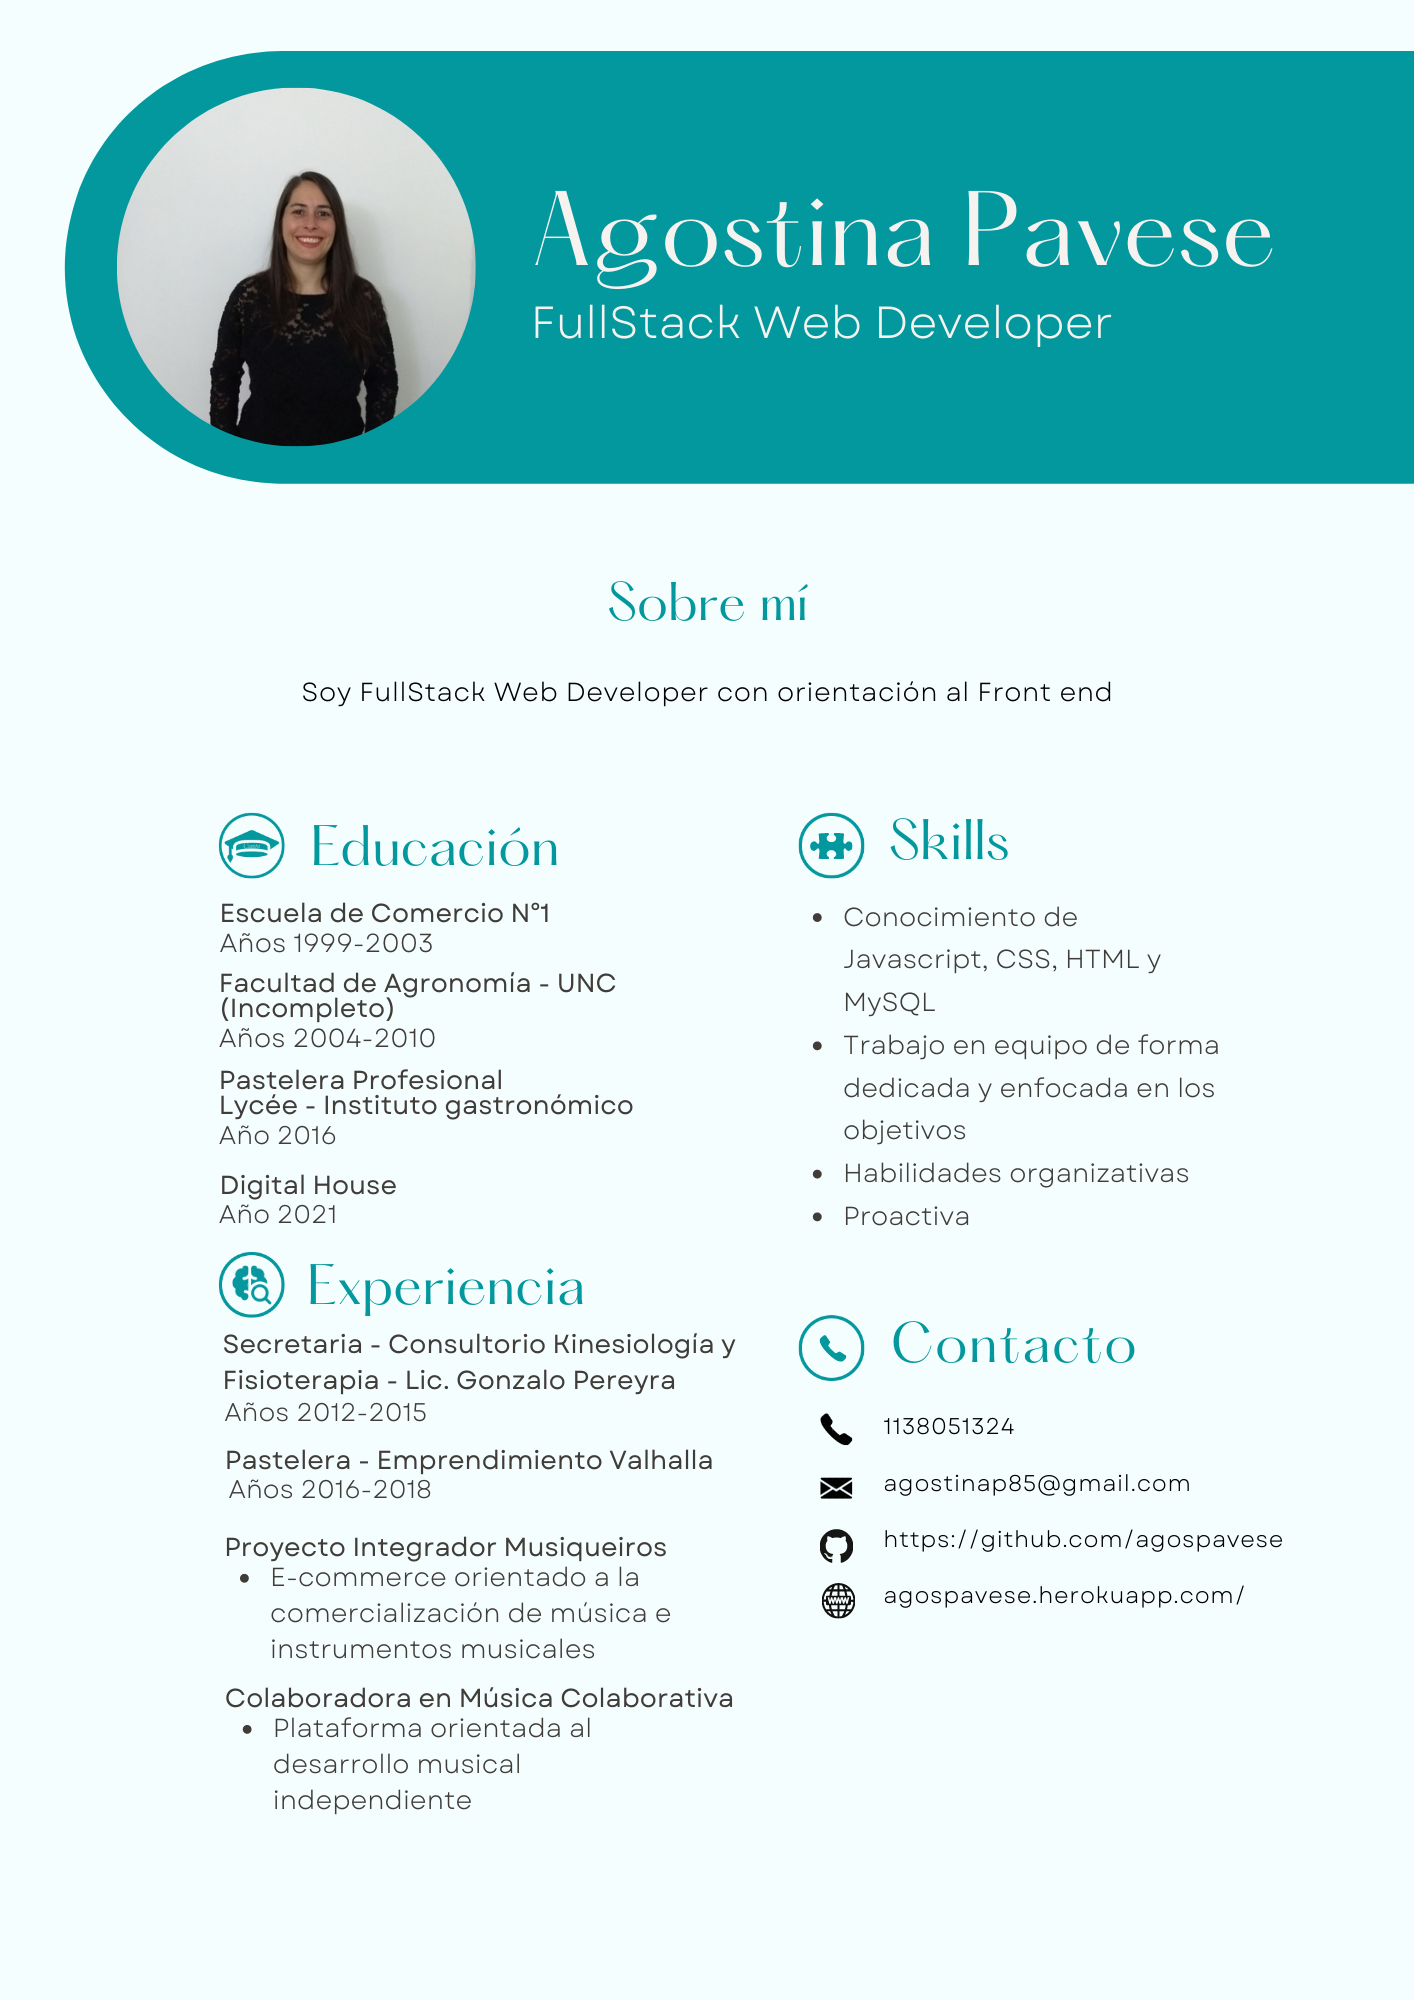 Agostina Pavese
FullStack Web Developer
Sobre mí
Soy FullStack Web Developer con orientación al Front end
Educación
Escuela de Comercio N°1
Años 1999-2003
Facultad de Agronomía - UNC
(Incompleto)
Años 2004-2010
Pastelera Profesional
Lycée - Instituto gastronómico
Año 2016
Digital House
Año 2021
Experiencia
Secretaria - Consultorio Kinesiología y
Fisioterapia - Lic. Gonzalo Pereyra
Años 2012-2015
Pastelera - Emprendimiento Valhalla
Años 2016-2018
Proyecto Integrador Musiqueiros
• E-commerce orientado a la
comercialización de música e
instrumentos musicales
Colaboradora en Música Colaborativa
• Plataforma orientada al
desarrollo musical
independiente
Skills
• Conocimiento de
Javascript, CSS, HTML y
MySQL
• Trabajo en equipo de forma
dedicada y enfocada en los
objetivos
• Habilidades organizativas
• Proactiva
Contacto
1138051324
agostinap85@gmail.com
https://github.com/agospavese
agospavese.herokuapp.com/